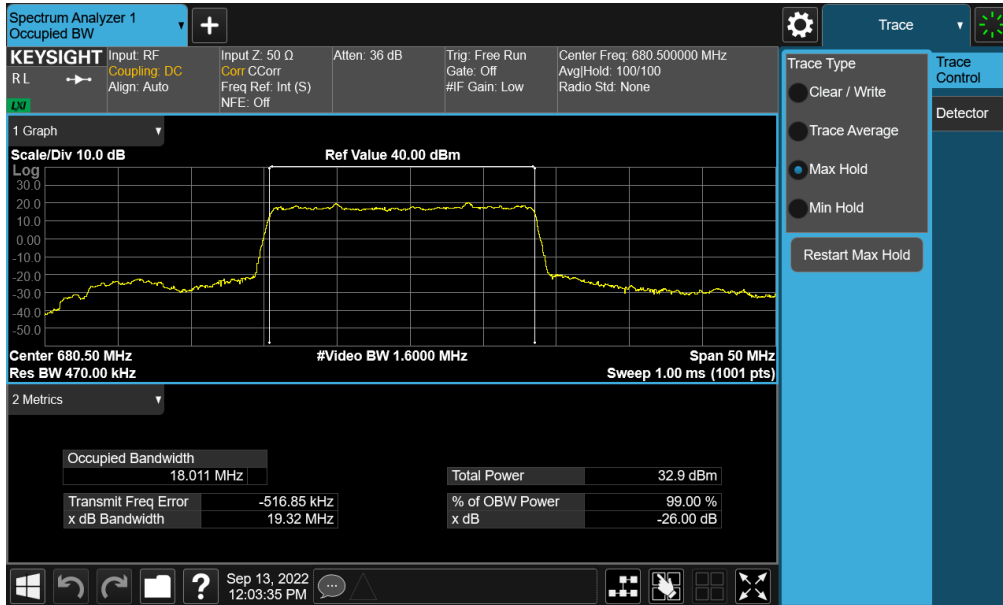 Spectrum Analyzer 1
Occupied BW
+
Trace
KEYSIGHT
R L
LXI
Input: RF
Coupling: DC
Align: Auto
Input Z: 50 Ω
Corr CCorr
Freq Ref: Int (S)
NFE: Off
Atten: 36 dB
Trig: Free Run
Gate: Off
#IF Gain: Low
Center Freq: 680.500000 MHz
Avg|Hold: 100/100
Radio Std: None
1 Graph
Scale/Div 10.0 dB
Ref Value 40.00 dBm
Log
30.0
20.0
10.0
0.00
-10.0
-20.0
-30.0
-40.0
-50.0
Center 680.50 MHz
#Video BW 1.6000 MHz
Span 50 MHz
Res BW 470.00 kHz
Sweep 1.00 ms (1001 pts)
2 Metrics
Occupied Bandwidth
18.011 MHz
Total Power 32.9 dBm
Transmit Freq Error -516.85 kHz
% of OBW Power 99.00 %
x dB Bandwidth 19.32 MHz
x dB -26.00 dB
?
Sep 13, 2022
12:03:35 PM
Trace Type
Clear / Write
Trace Average
Max Hold
Min Hold
Restart Max Hold
Trace
Control
Detector